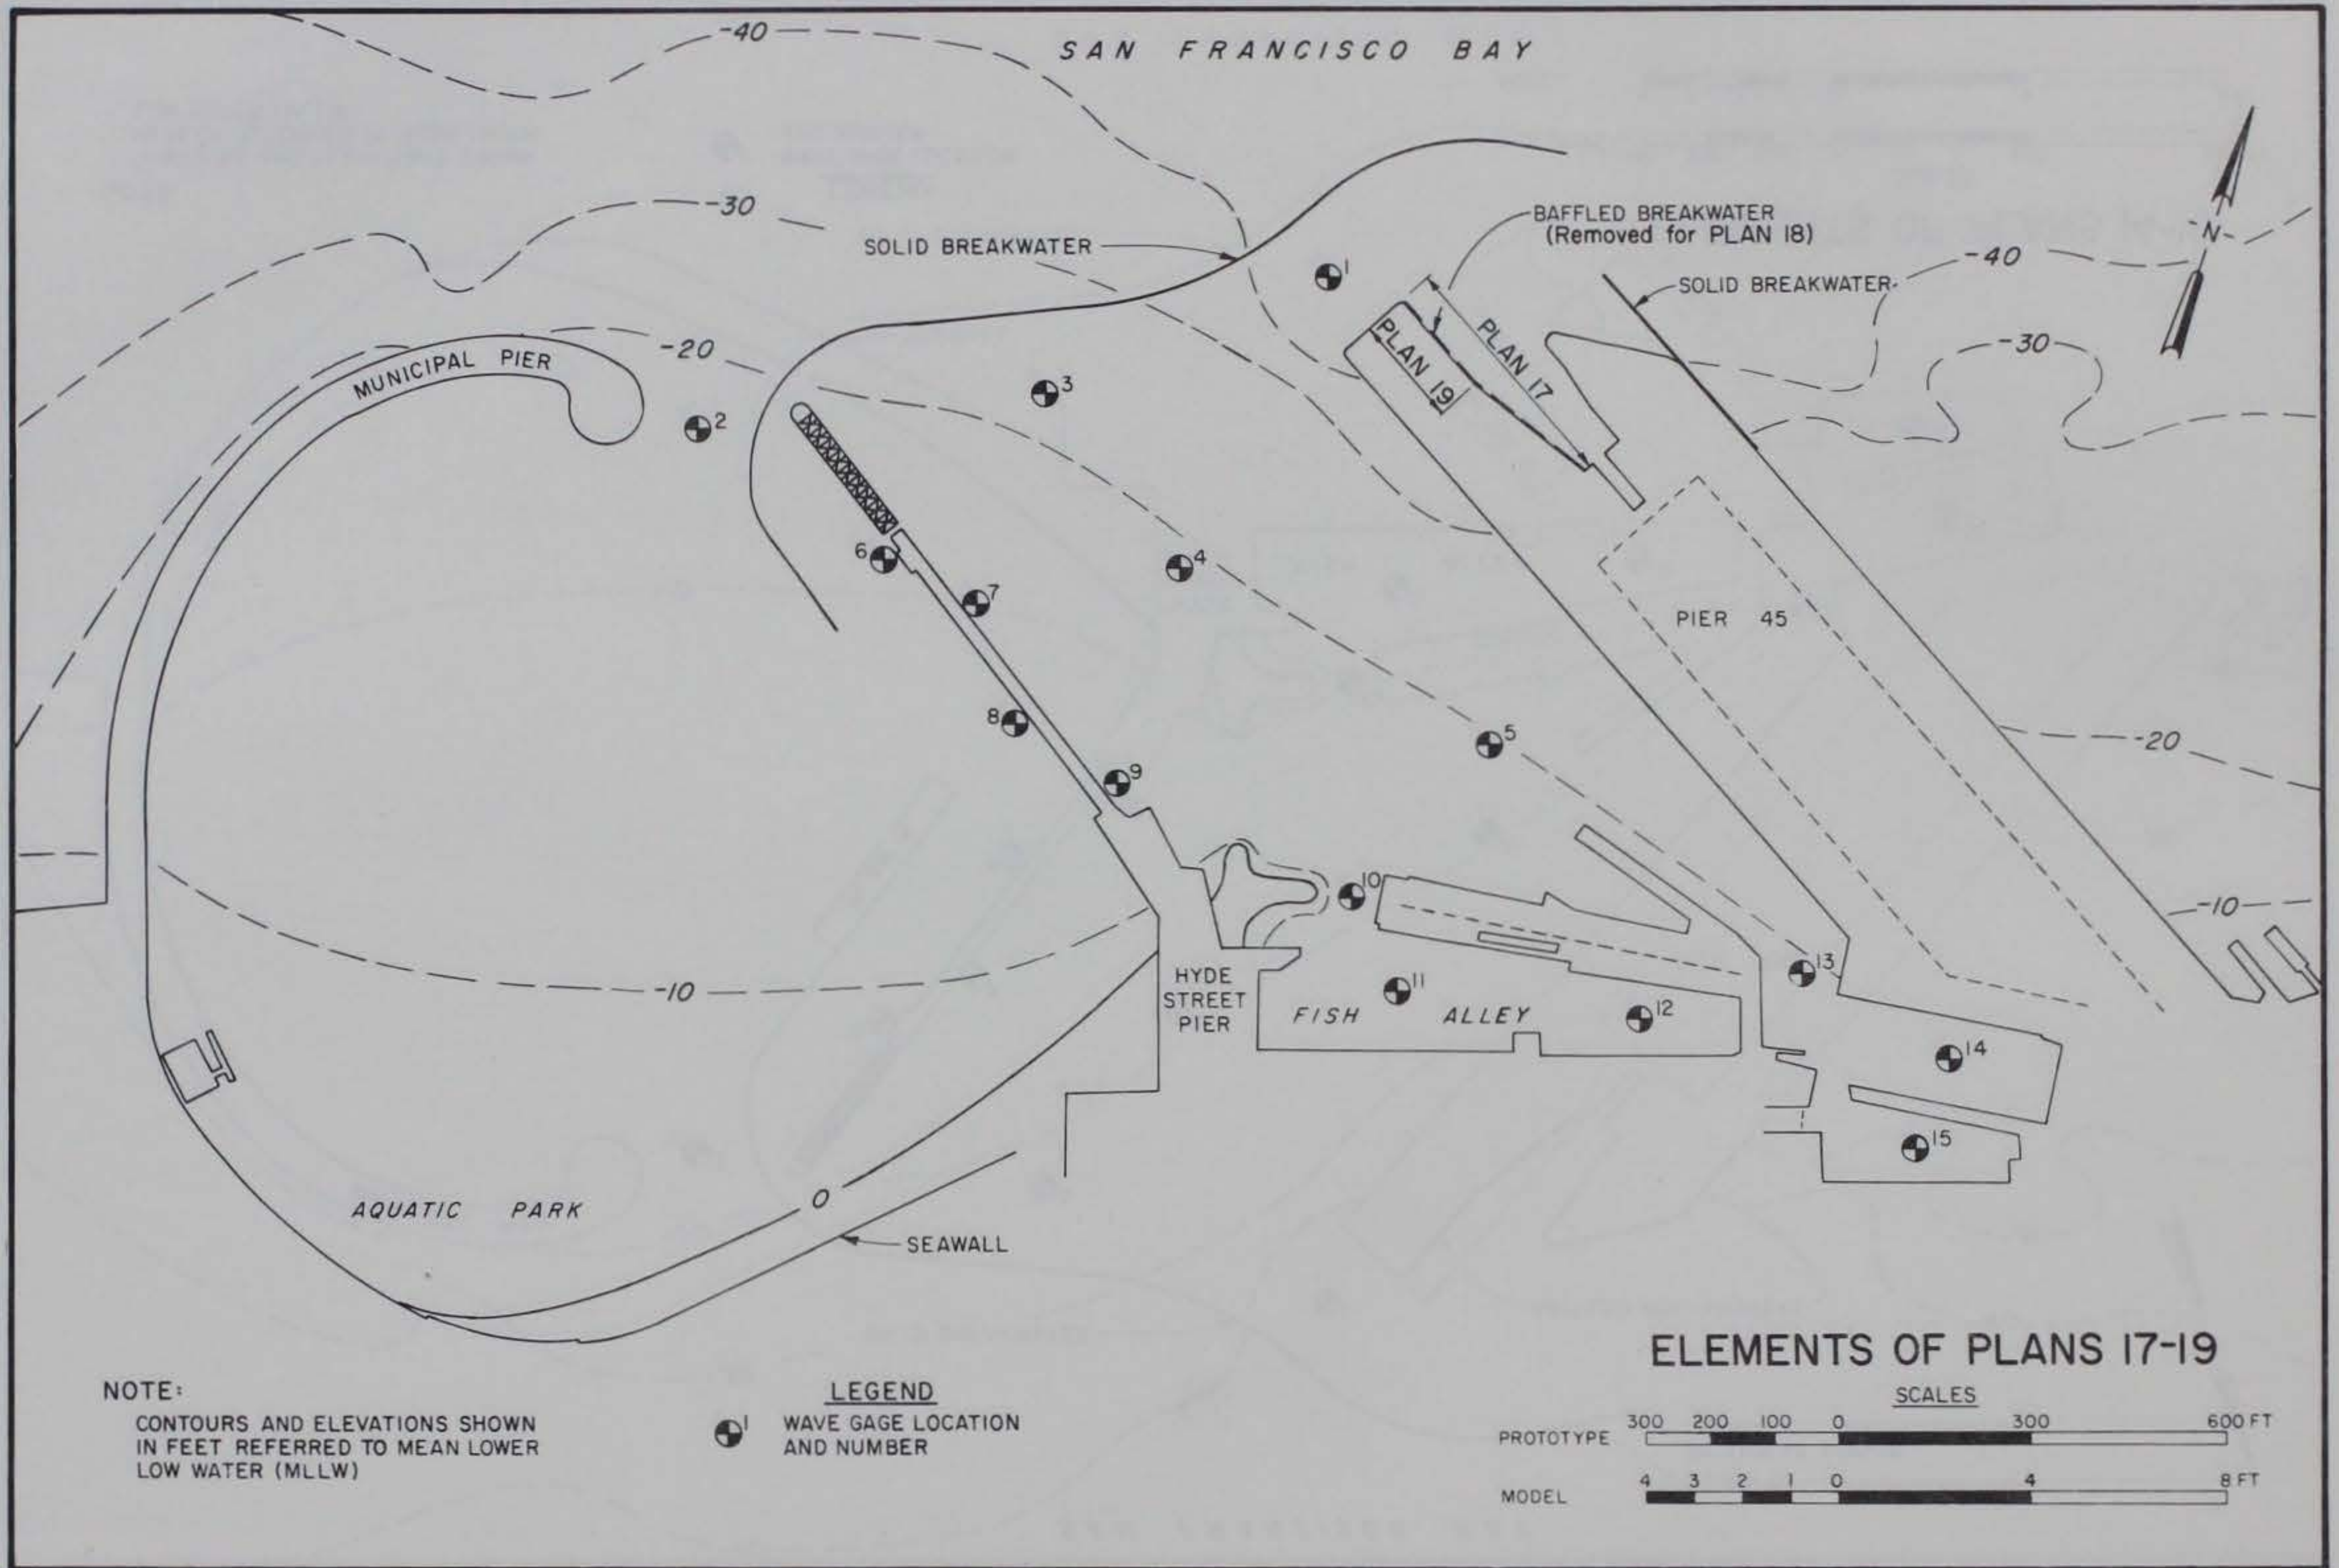 -40
SAN FRANCISCO BAY
-30
BAFFLED BREAKWATER
(Removed for PLAN 18)
SOLID BREAKWATER
-N-
-40
SOLID BREAKWATER
1
-20
PLAN 17
-30
MUNICIPAL PIER
PLAN 19
3
2
6
4
7
PIER 45
8
5
-20
9
10
-10
13
HYDE
STREET
PIER
11
FISH ALLEY
12
-10
14
15
AQUATIC PARK
0
SEAWALL
ELEMENTS OF PLANS 17-19
NOTE:
CONTOURS AND ELEVATIONS SHOWN
IN FEET REFERRED TO MEAN LOWER
LOW WATER (MLLW)
LEGEND
1 WAVE GAGE LOCATION
AND NUMBER
SCALES
300 200 100 0 300 600 FT
PROTOTYPE
4 3 2 1 0 4 8 FT
MODEL